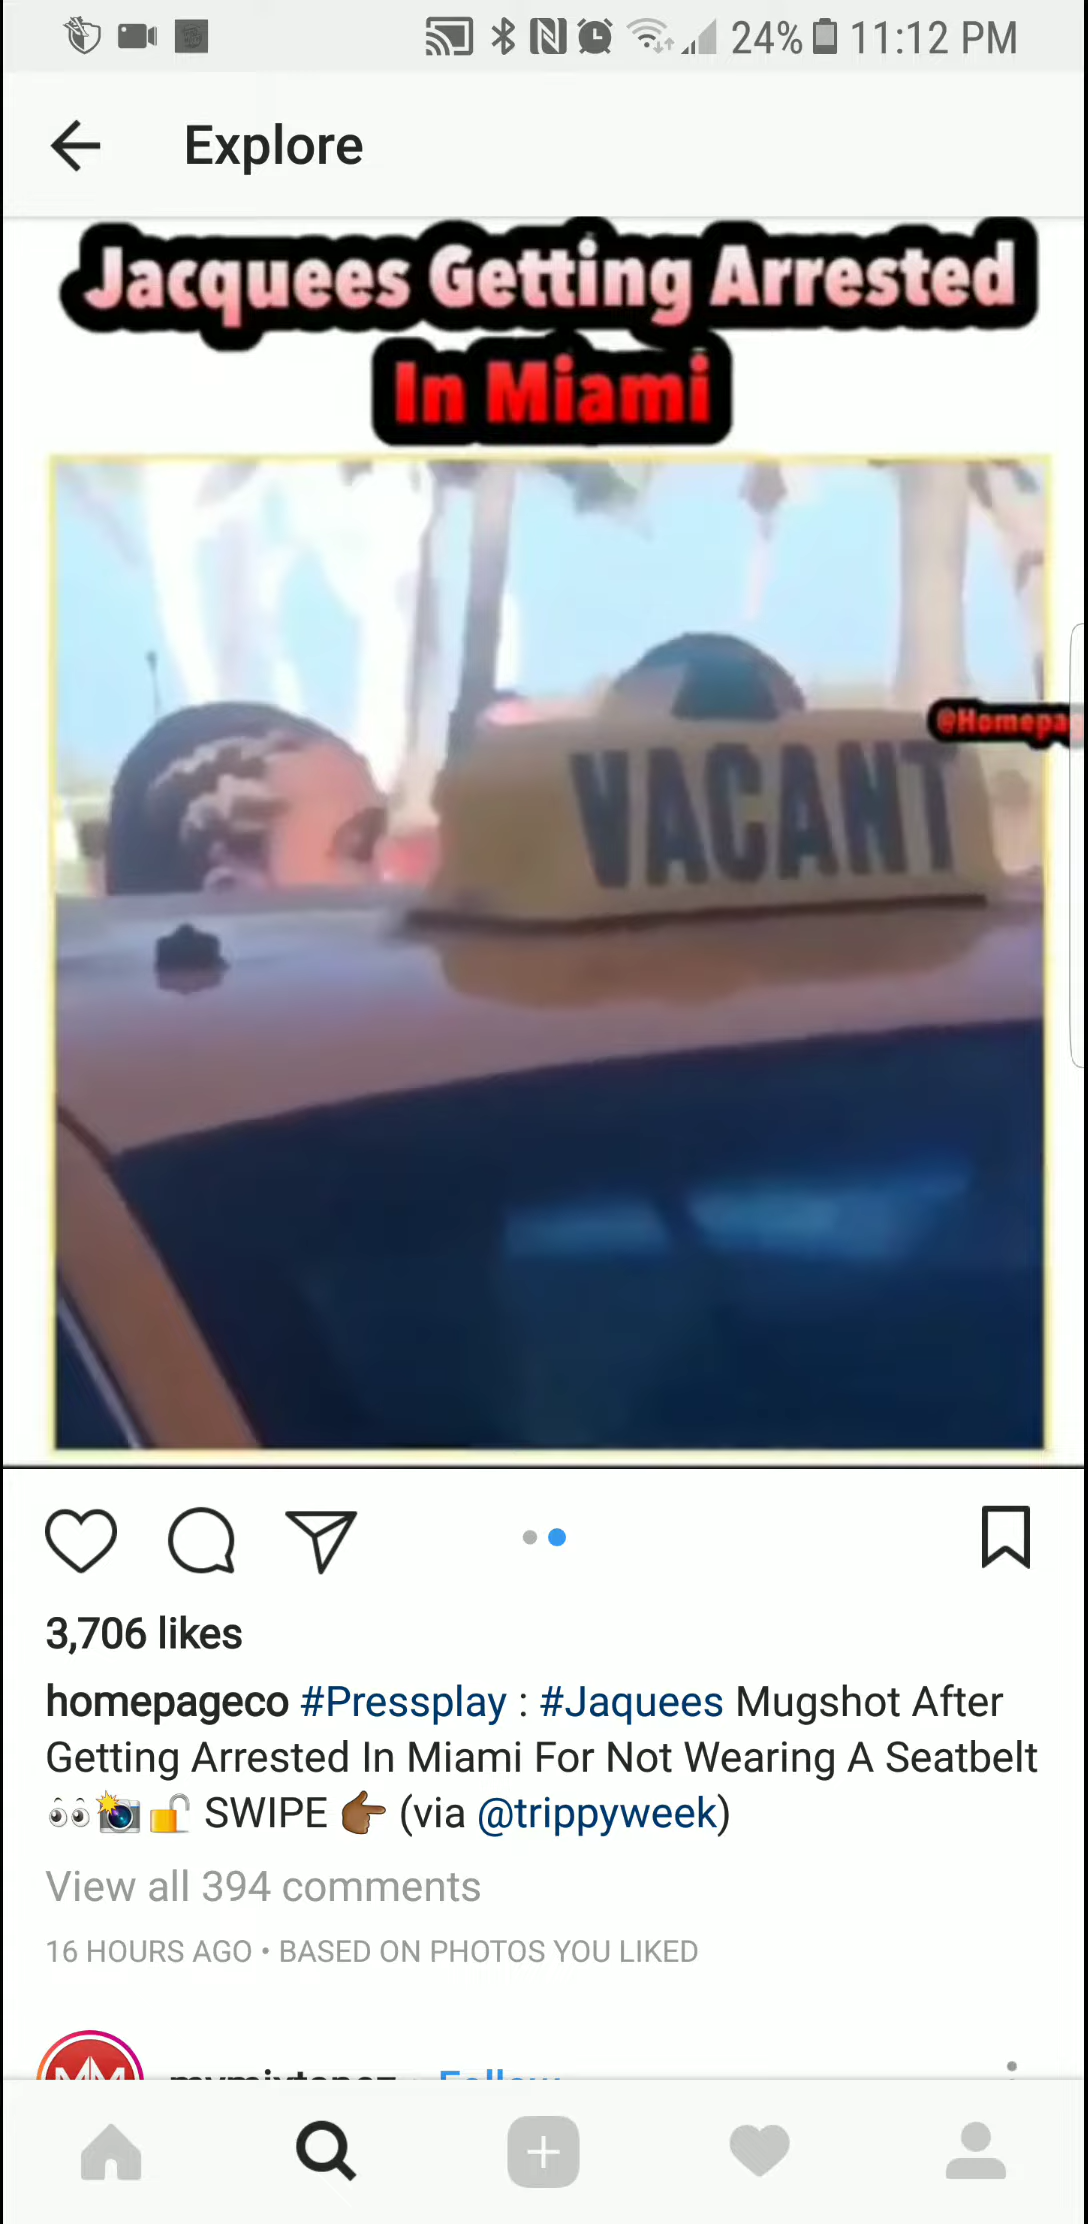 24% 11:12 PM
Explore
Jacquees Getting Arrested
In Miami
VACANT
3,706 likes
homepageco #Pressplay : #Jaquees Mugshot After
Getting Arrested In Miami For Not Wearing A Seatbelt
👀📸🔓 SWIPE 👉🏾 (via @trippyweek)
View all 394 comments
16 HOURS AGO • BASED ON PHOTOS YOU LIKED